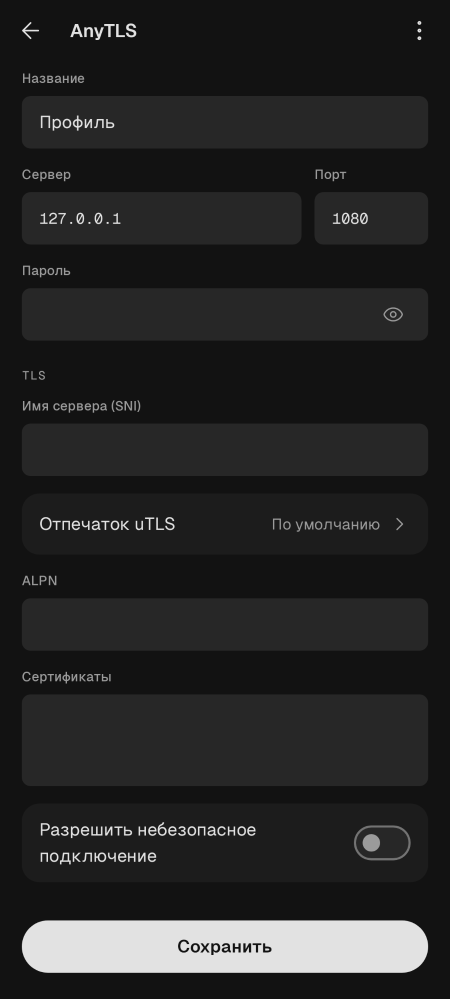 AnyTLS
Название
Профиль
Сервер
Порт
127.0.0.1
1080
Пароль
TLS
Имя сервера (SNI)
Отпечаток uTLS
По умолчанию
ALPN
Сертификаты
Разрешить небезопасное
подключение
Сохранить